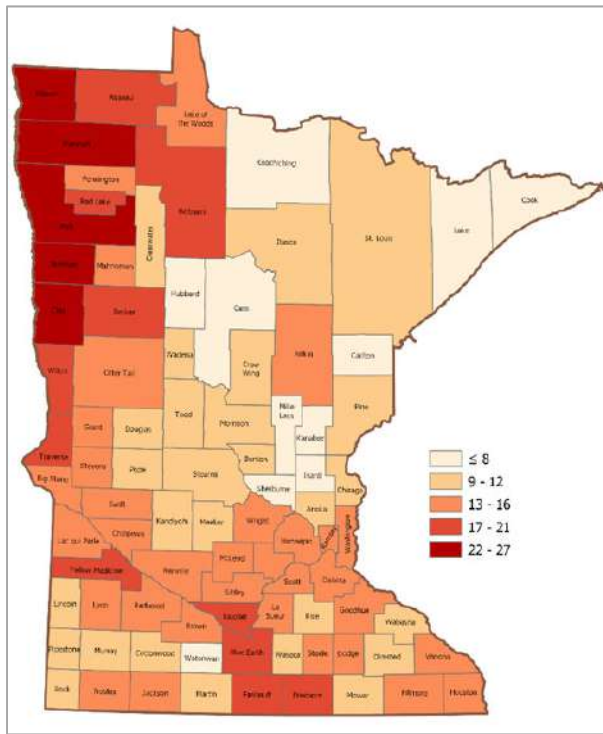 Roseau
Lake of
the Woods
Marshall
Koochiching
Pennington
Red Lake
Beltrami
Cook
Lake
St. Louis
Polk
Clearwater
Itasca
Norman
Mahnomen
Hubbard
Cass
Clay
Becker
Aitkin
Carlton
Wilkin
Otter Tail
Wadena
Crow
Wing
Pine
Todd
Morrison
Mille
Lacs
Kanabec
Grant
Douglas
Traverse
Stevens
Pope
Stearns
Benton
Isanti
Big Stone
Sherburne
Chisago
Anoka
Swift
Kandiyohi
Meeker
Wright
Hennepin
Ramsey
Washington
Chippewa
Lac qui Parle
McLeod
Renville
Yellow Medicine
Scott
Dakota
Sibley
Lincoln
Lyon
Redwood
Nicollet
La
Sueur
Rice
Goodhue
Wabasha
Brown
Pipestone
Murray
Cottonwood
Watonwan
Blue Earth
Waseca
Steele
Dodge
Olmsted
Winona
Rock
Nobles
Jackson
Martin
Faribault
Freeborn
Mower
Fillmore
Houston
≤ 8
9 - 12
13 - 16
17 - 21
22 - 27